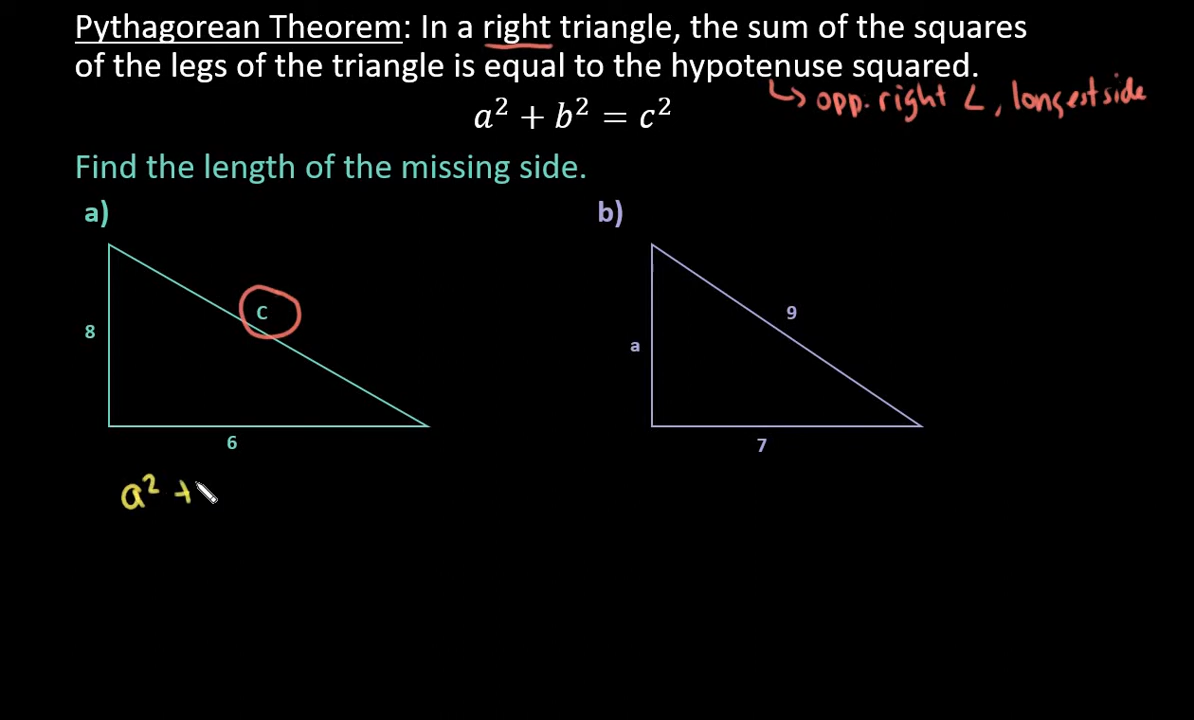 Pythagorean Theorem: In a right triangle, the sum of the squares
of the legs of the triangle is equal to the hypotenuse squared.
↳ opp. right ∠, longest side
a² + b² = c²
Find the length of the missing side.
a)
b)
C
9
8
a
6
7
a² +